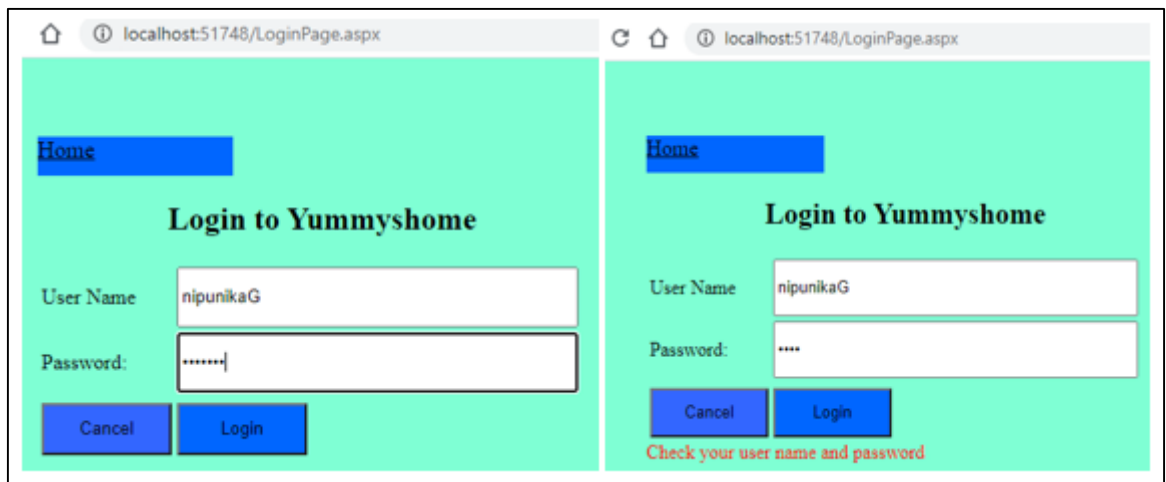 localhost:51748/LoginPage.aspx
Home
Login to Yummyshome
User Name nipunikaG
Password: •••••••
Cancel Login
localhost:51748/LoginPage.aspx
Home
Login to Yummyshome
User Name nipunikaG
Password: ••••
Cancel Login
Check your user name and password